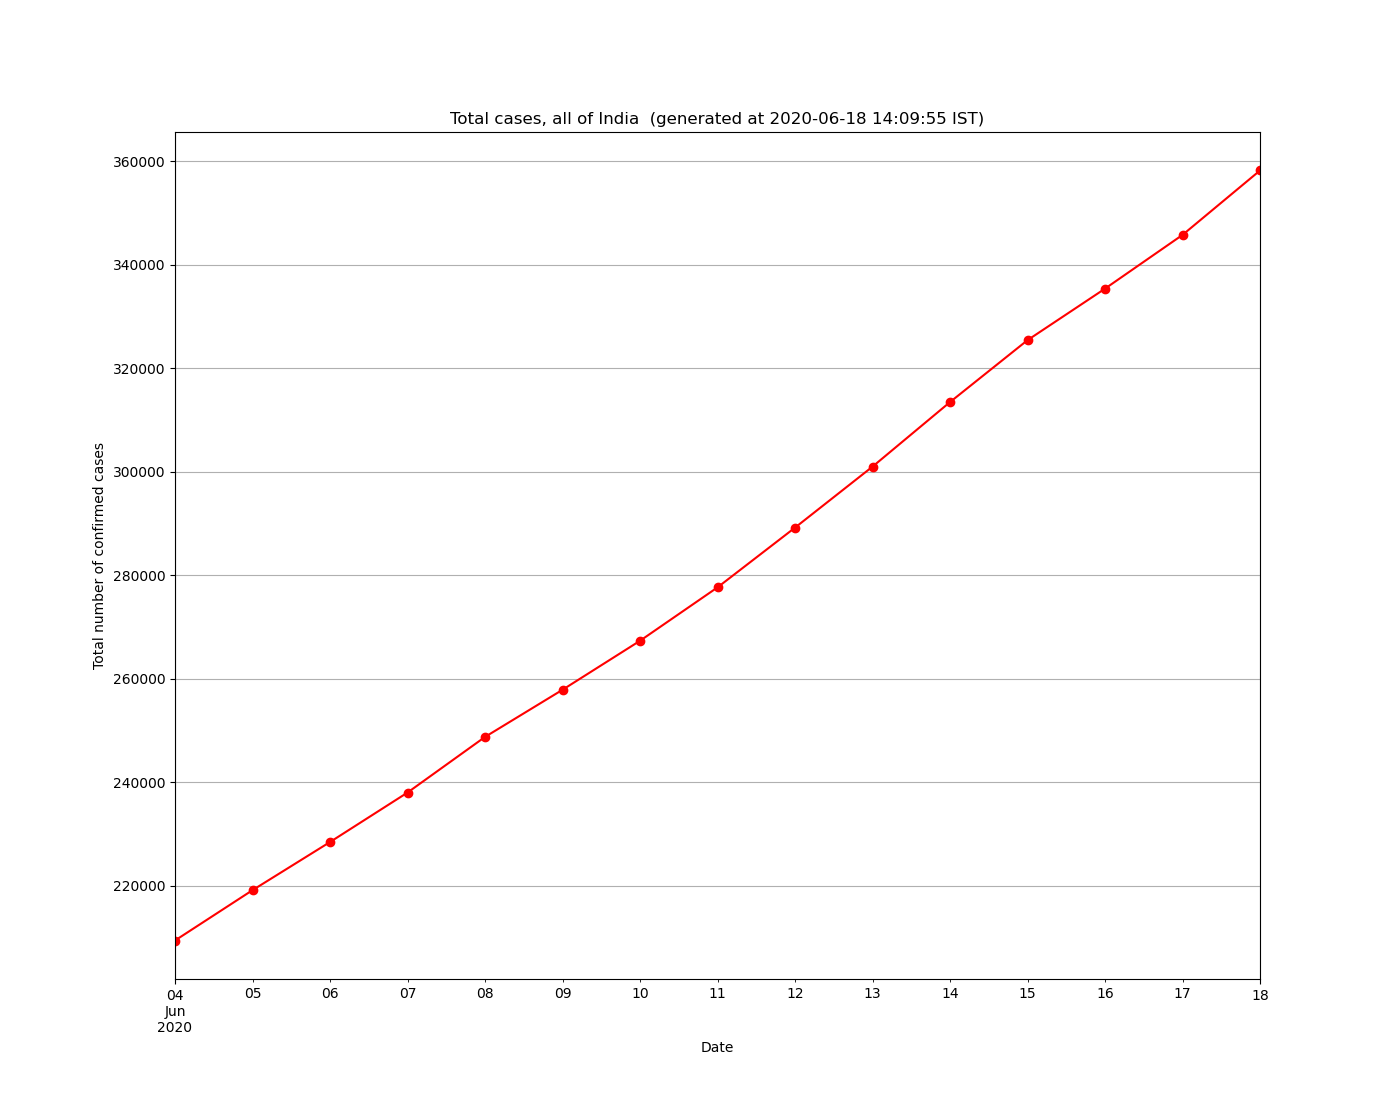 Total cases, all of India  (generated at 2020-06-18 14:09:55 IST)
360000
340000
320000
300000
280000
260000
240000
220000
Total number of confirmed cases
04 05 06 07 08 09 10 11 12 13 14 15 16 17 18
Jun
2020
Date